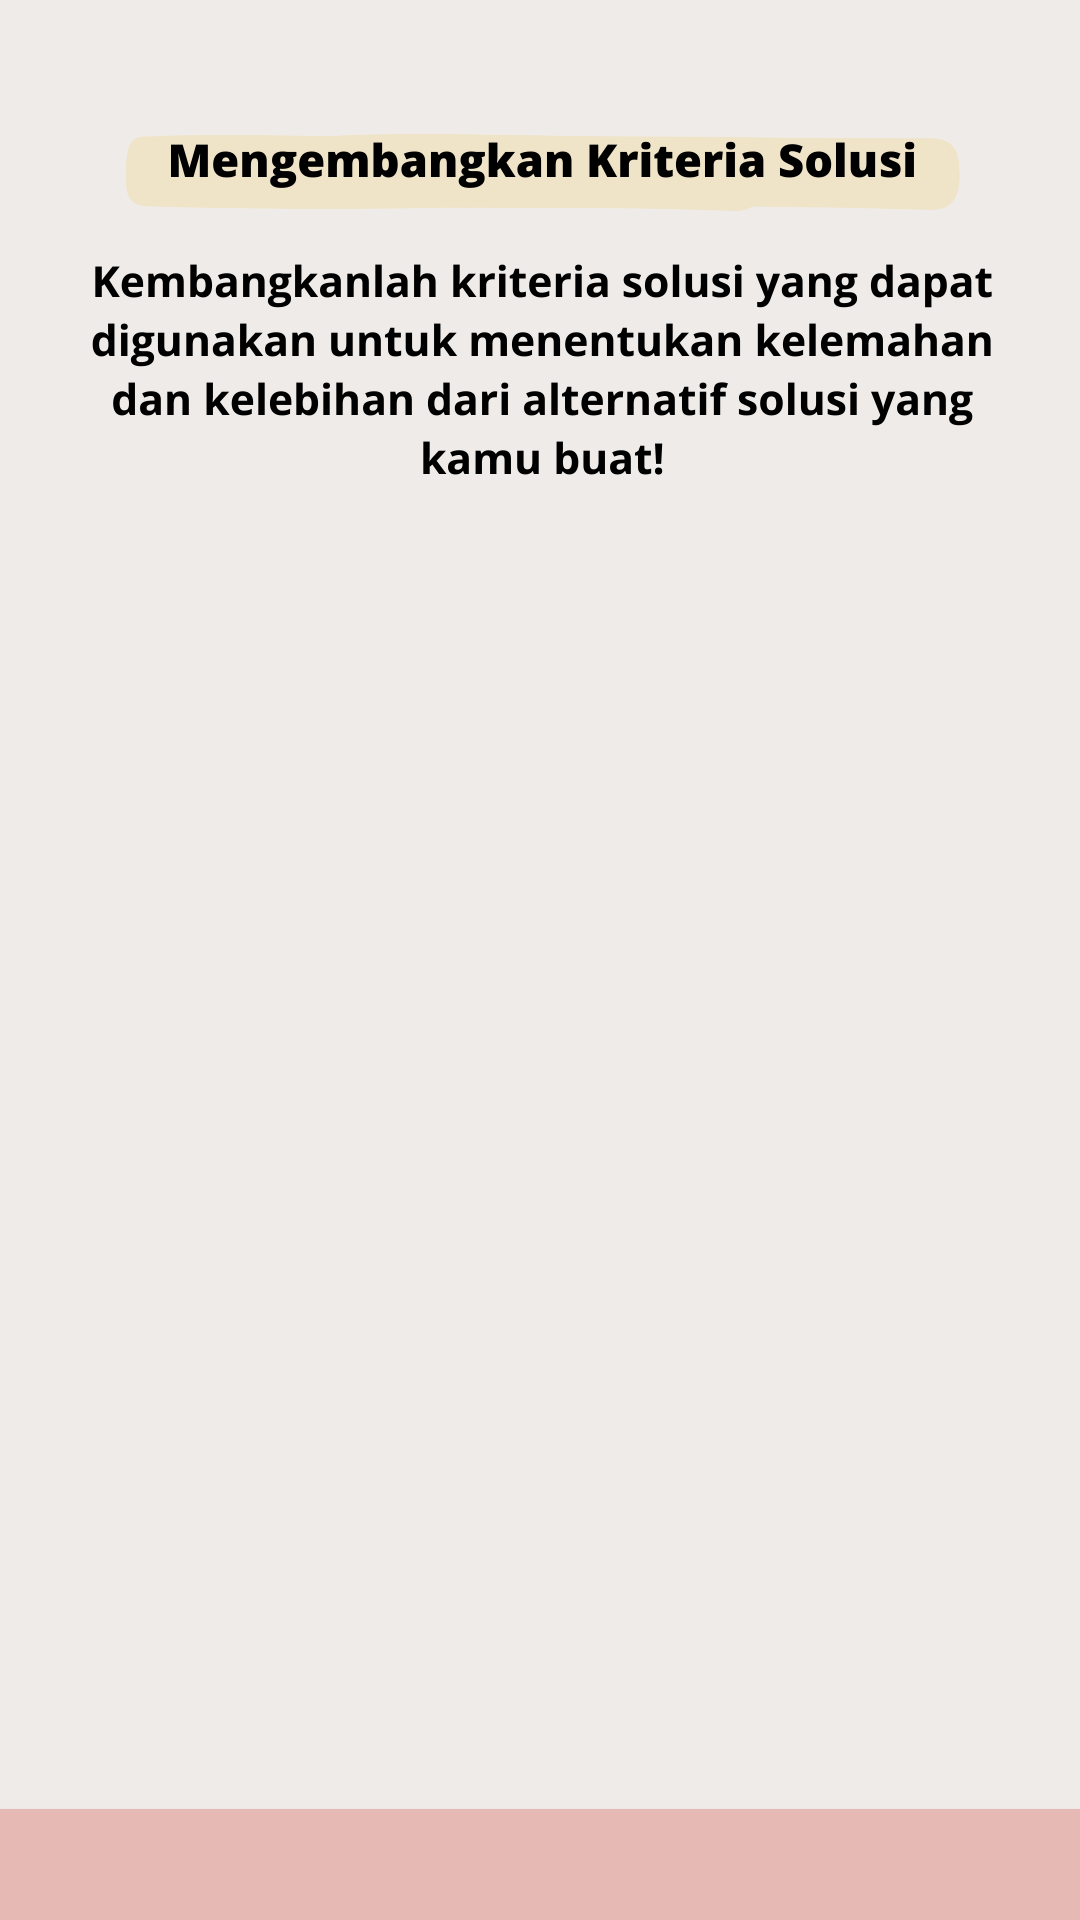 Mengembangkan Kriteria Solusi
Kembangkanlah kriteria solusi yang dapat
digunakan untuk menentukan kelemahan
dan kelebihan dari alternatif solusi yang
kamu buat!